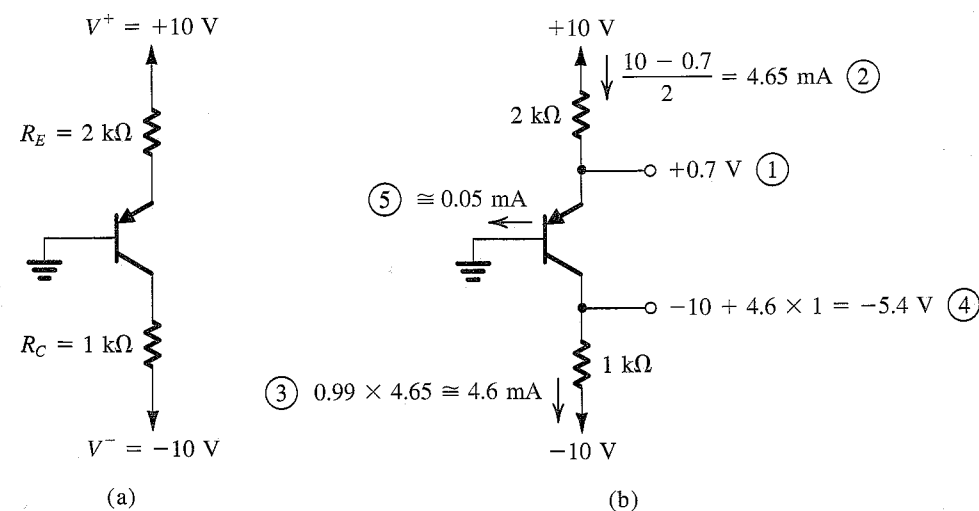 V⁺ = +10 V
R_E = 2 kΩ
R_C = 1 kΩ
V⁻ = −10 V
(a)
+10 V
10 − 0.7
2
= 4.65 mA ②
2 kΩ
+0.7 V ①
⑤ ≅ 0.05 mA
−10 + 4.6 × 1 = −5.4 V ④
1 kΩ
③ 0.99 × 4.65 ≅ 4.6 mA
−10 V
(b)